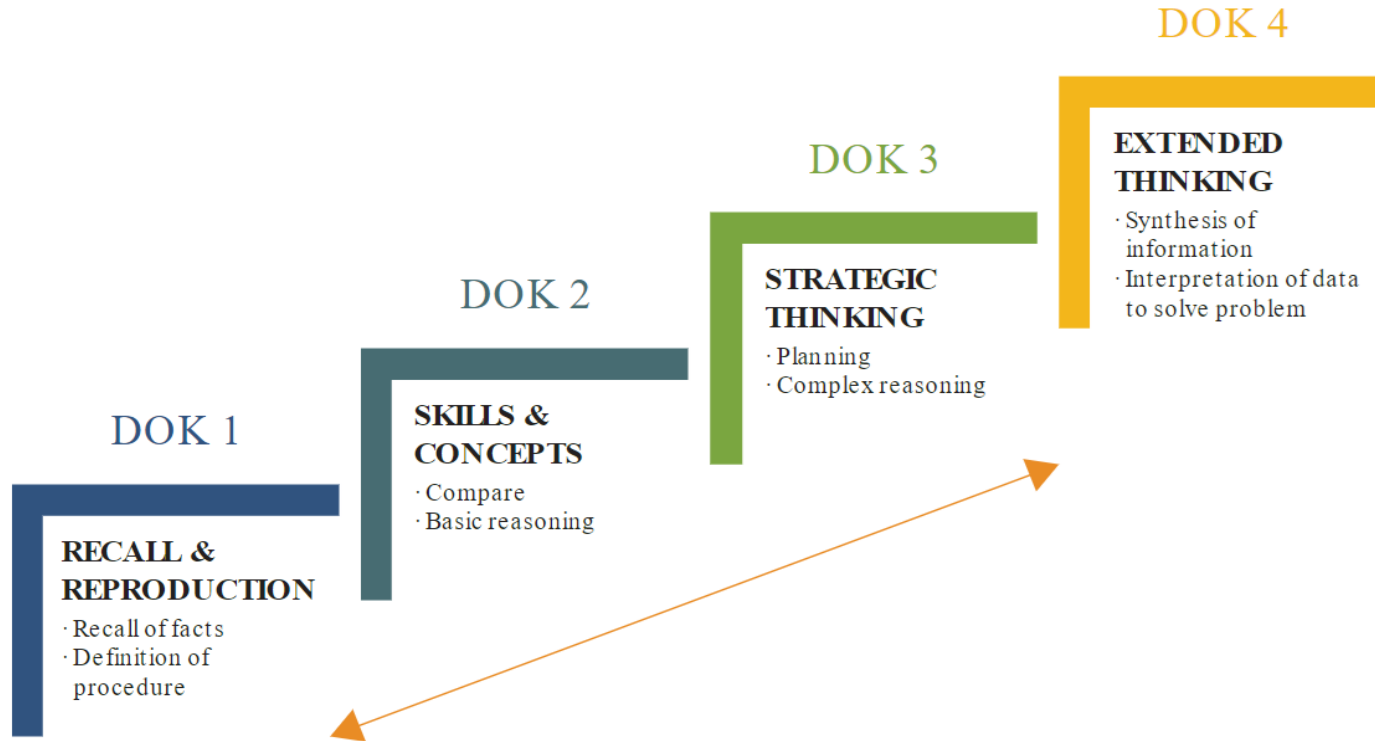 DOK 1
RECALL &
REPRODUCTION
· Recall of facts
· Definition of
procedure
DOK 2
SKILLS &
CONCEPTS
· Compare
· Basic reasoning
DOK 3
STRATEGIC
THINKING
· Planning
· Complex reasoning
DOK 4
EXTENDED
THINKING
· Synthesis of
information
· Interpretation of data
to solve problem